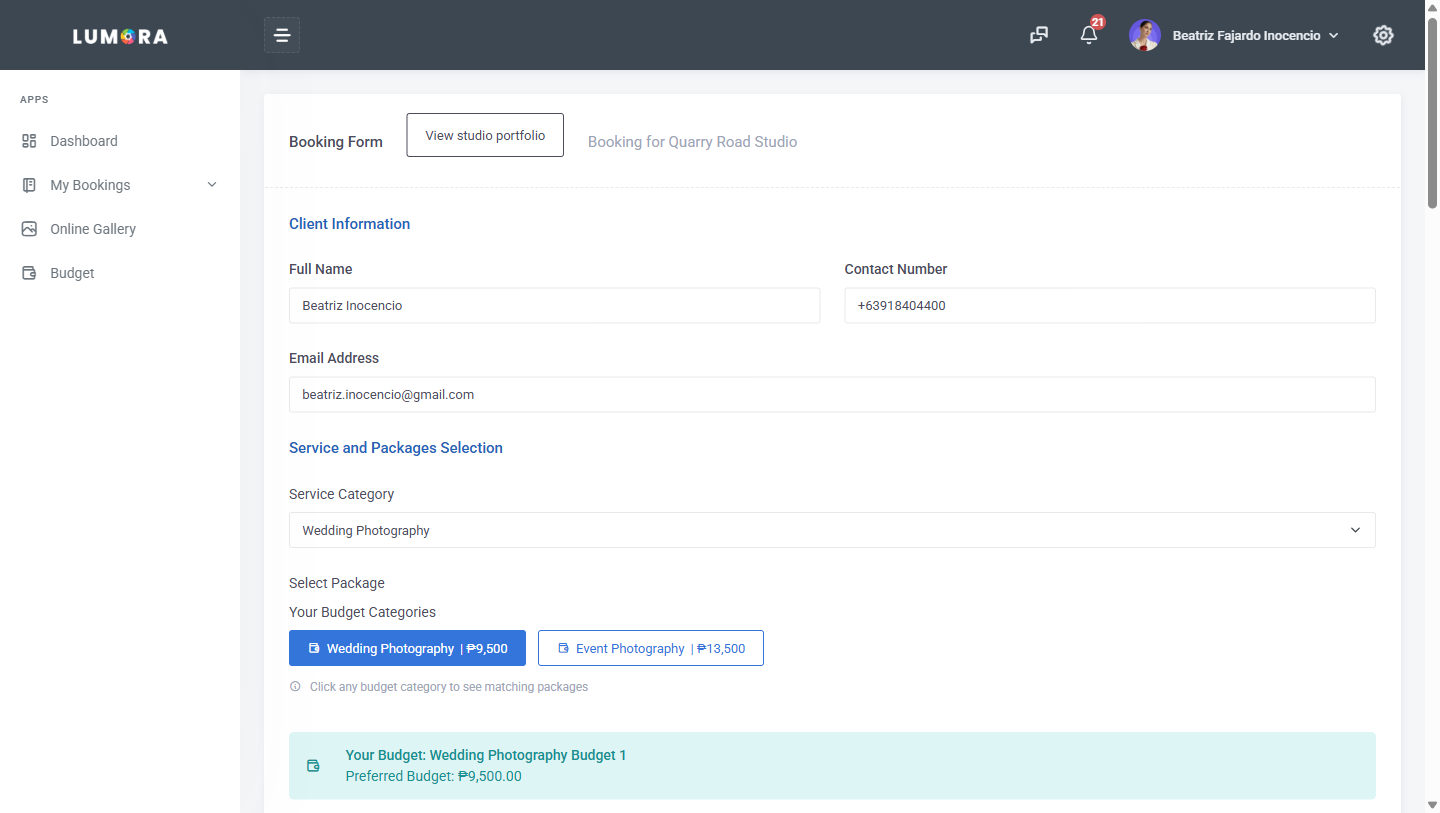 LUMORA
21
Beatriz Fajardo Inocencio
APPS
Dashboard
My Bookings
Online Gallery
Budget
Booking Form
View studio portfolio
Booking for Quarry Road Studio
Client Information
Full Name
Contact Number
Beatriz Inocencio
+63918404400
Email Address
beatriz.inocencio@gmail.com
Service and Packages Selection
Service Category
Wedding Photography
Select Package
Your Budget Categories
Wedding Photography | ₱9,500
Event Photography | ₱13,500
Click any budget category to see matching packages
Your Budget: Wedding Photography Budget 1
Preferred Budget: ₱9,500.00